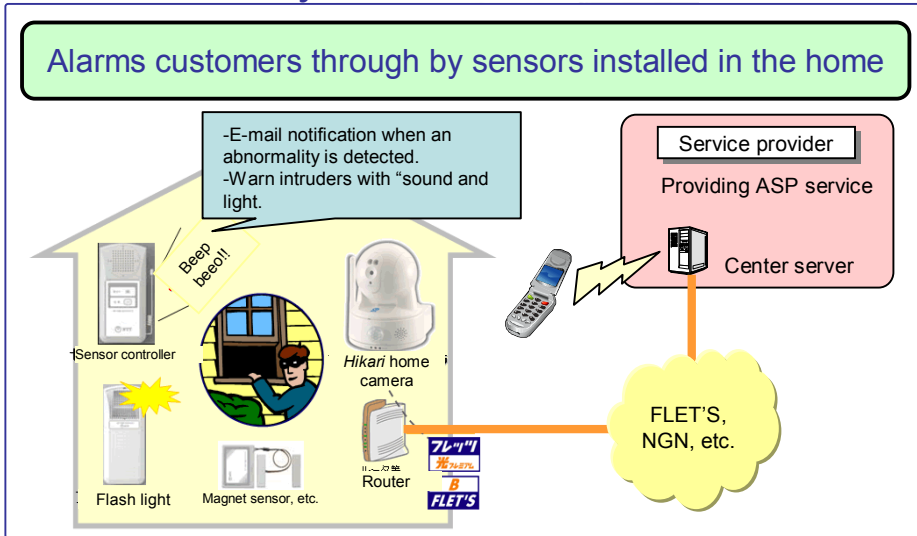 Alarms customers through by sensors installed in the home
-E-mail notification when an
abnormality is detected.
-Warn intruders with “sound and
light.
Service provider
Providing ASP service
Center server
Beep
beeo!!
Sensor controller
Hikari home
camera
FLET'S,
NGN, etc.
フレッツ
光プレミアム
B
FLET'S
Router
Flash light
Magnet sensor, etc.